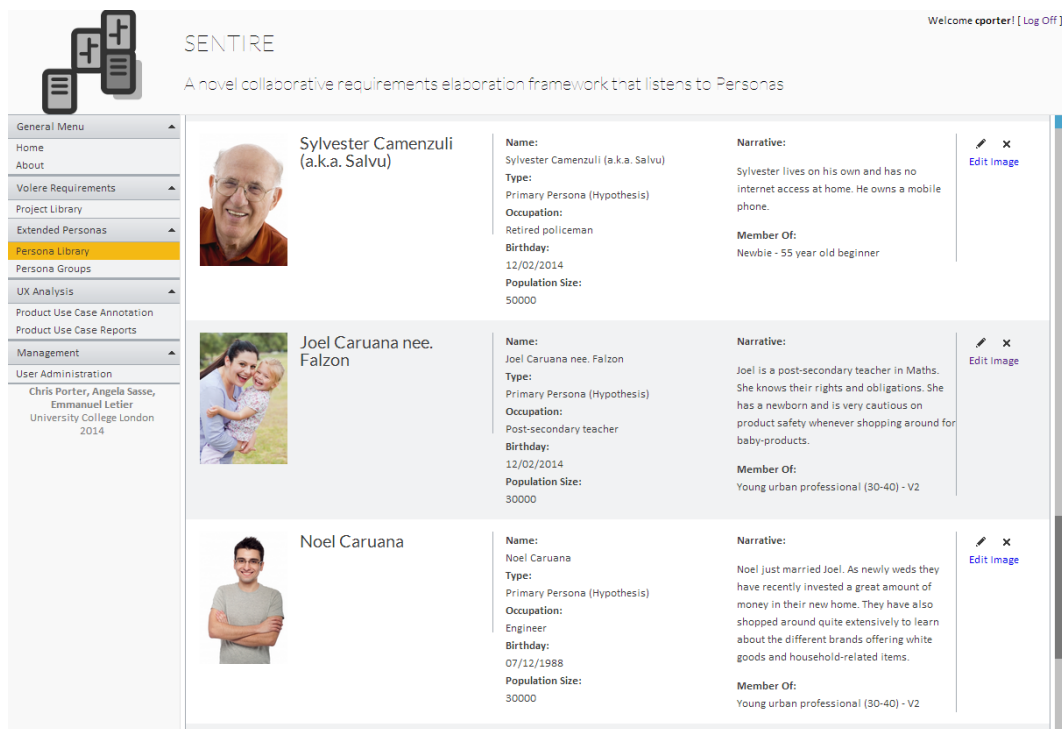 Welcome cporter! [ Log Off ]
SENTIRE
A novel collaborative requirements elaboration framework that listens to Personas
General Menu
Home
About
Volere Requirements
Project Library
Extended Personas
Persona Library
Persona Groups
UX Analysis
Product Use Case Annotation
Product Use Case Reports
Management
User Administration
Chris Porter, Angela Sasse,
Emmanuel Letier
University College London
2014
Sylvester Camenzuli
(a.k.a. Salvu)
Name:
Sylvester Camenzuli (a.k.a. Salvu)
Type:
Primary Persona (Hypothesis)
Occupation:
Retired policeman
Birthday:
12/02/2014
Population Size:
50000
Narrative:
Sylvester lives on his own and has no
internet access at home. He owns a mobile
phone.
Member Of:
Newbie - 55 year old beginner
Edit Image
Joel Caruana nee.
Falzon
Name:
Joel Caruana nee. Falzon
Type:
Primary Persona (Hypothesis)
Occupation:
Post-secondary teacher
Birthday:
12/02/2014
Population Size:
30000
Narrative:
Joel is a post-secondary teacher in Maths.
She knows their rights and obligations. She
has a newborn and is very cautious on
product safety whenever shopping around for
baby-products.
Member Of:
Young urban professional (30-40) - V2
Edit Image
Noel Caruana
Name:
Noel Caruana
Type:
Primary Persona (Hypothesis)
Occupation:
Engineer
Birthday:
07/12/1988
Population Size:
30000
Narrative:
Noel just married Joel. As newly weds they
have recently invested a great amount of
money in their new home. They have also
shopped around quite extensively to learn
about the different brands offering white
goods and household-related items.
Member Of:
Young urban professional (30-40) - V2
Edit Image